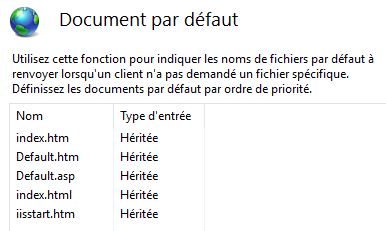 Document par défaut
Utilisez cette fonction pour indiquer les noms de fichiers par défaut à
renvoyer lorsqu'un client n'a pas demandé un fichier spécifique.
Définissez les documents par défaut par ordre de priorité.
Nom Type d'entrée
index.htm Héritée
Default.htm Héritée
Default.asp Héritée
index.html Héritée
iisstart.htm Héritée